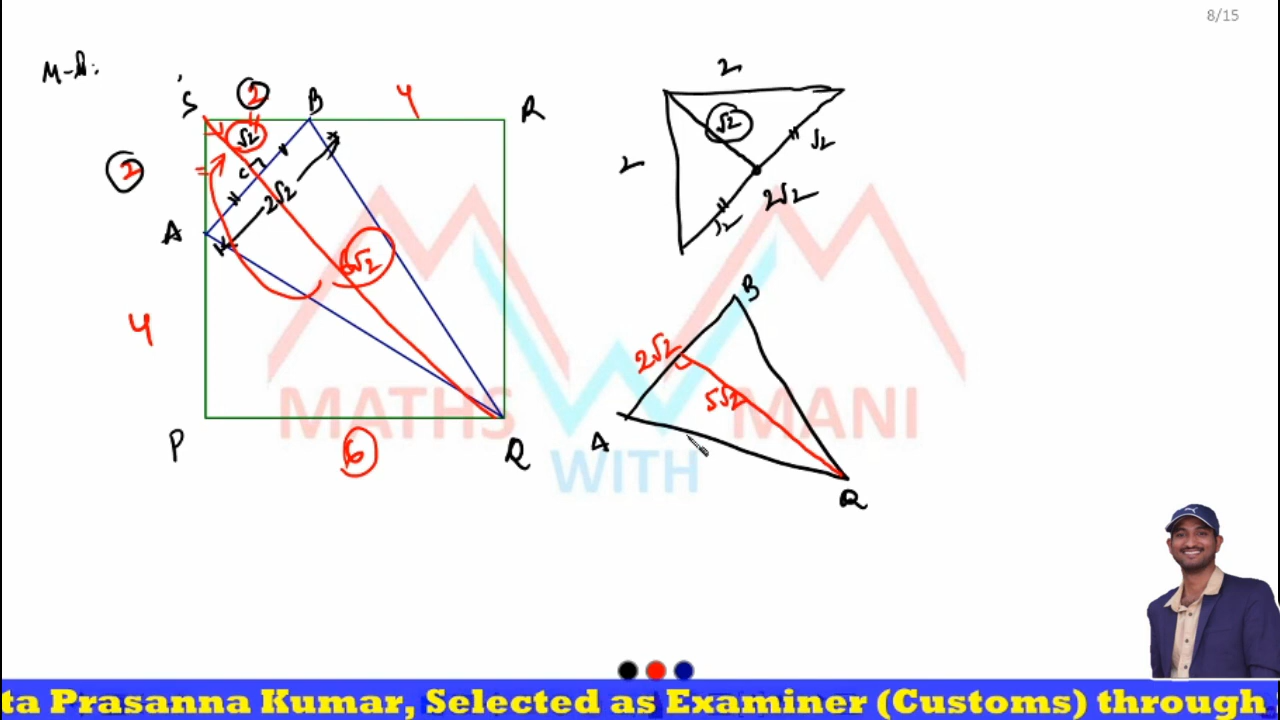 8/15
M-II:
S
2
B
4
R
√2
2
C
2√2
A
6√2
4
P
6
Q
2
√2
2
√2
2√2
√2
B
2√2
5√2
A
Q
MATHS MANI
WITH
ta Prasanna Kumar, Selected as Examiner (Customs) through